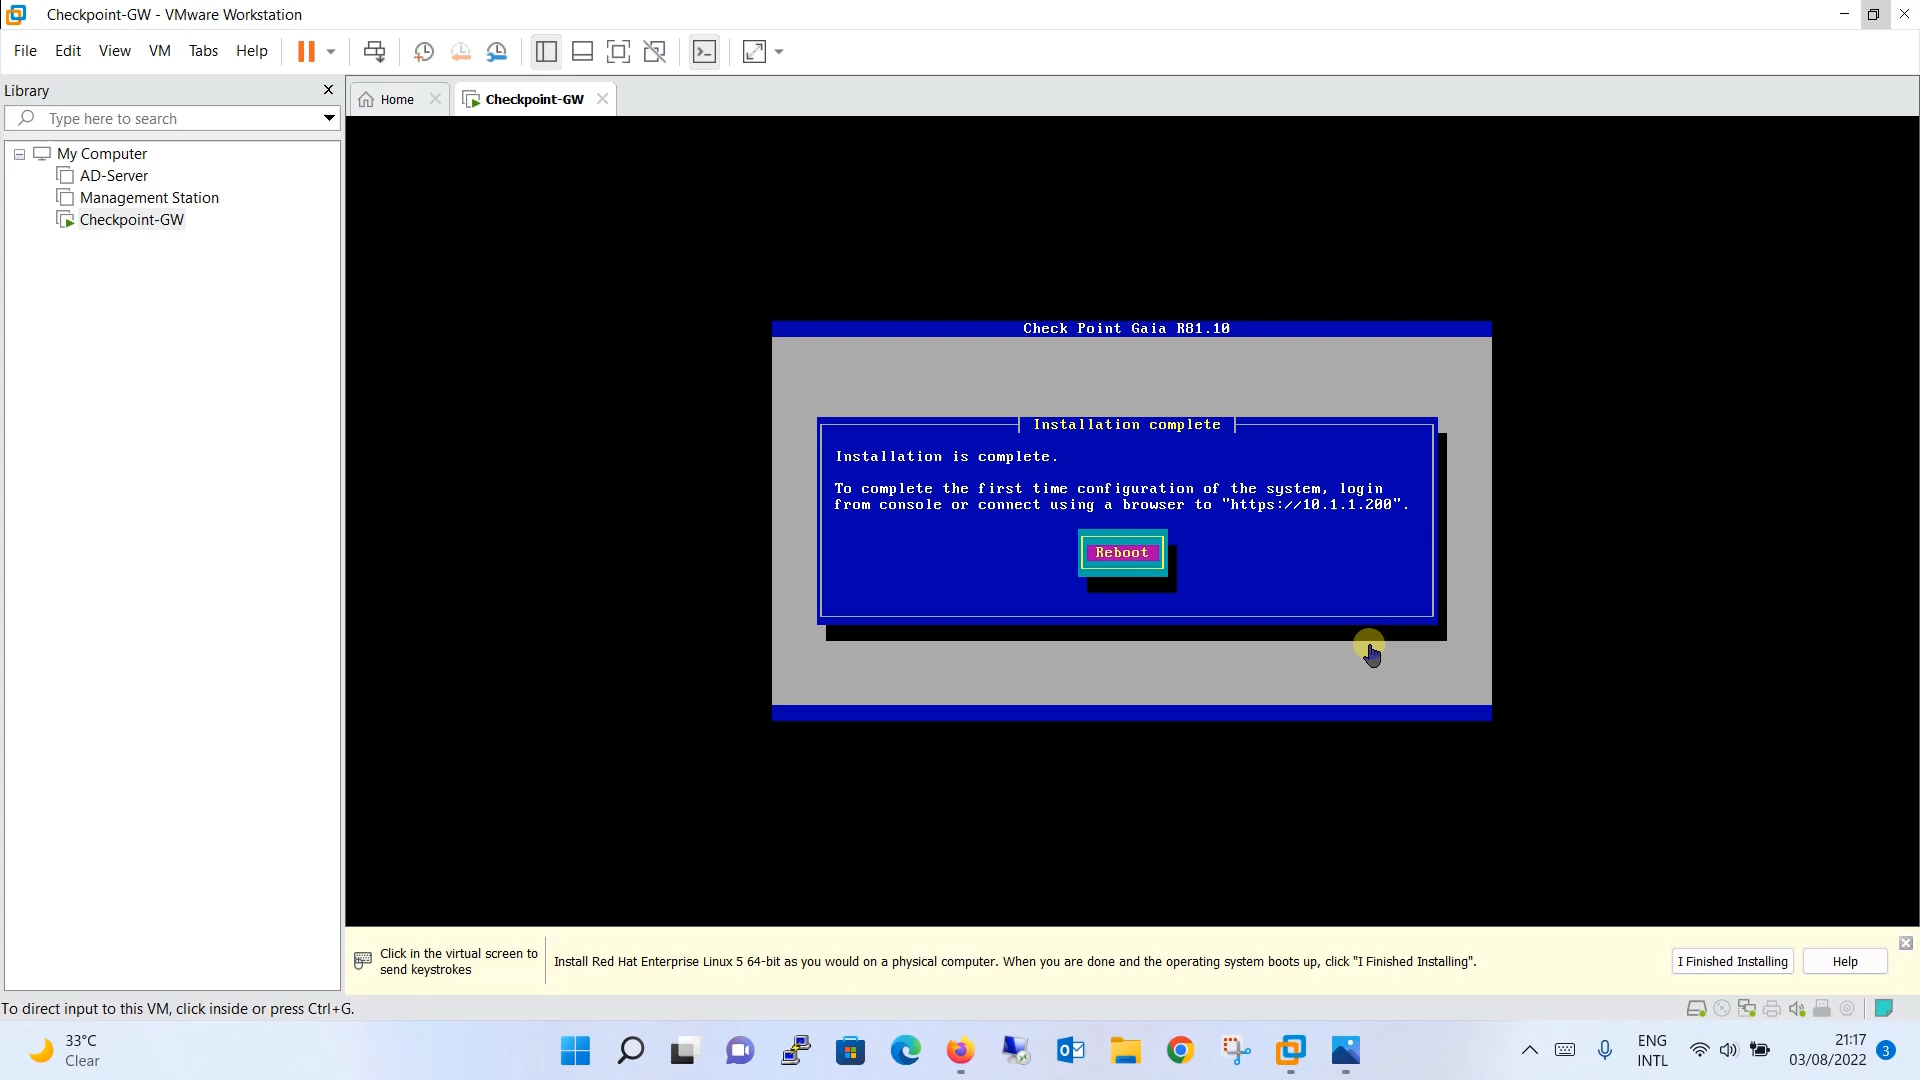 Checkpoint-GW - VMware Workstation
File Edit View VM Tabs Help
Library
Type here to search
My Computer
AD-Server
Management Station
Checkpoint-GW
Home
Checkpoint-GW
Check Point Gaia R81.10
Installation complete
Installation is complete.
To complete the first time configuration of the system, login
from console or connect using a browser to "https://10.1.1.200".
Reboot
Click in the virtual screen to
send keystrokes
Install Red Hat Enterprise Linux 5 64-bit as you would on a physical computer. When you are done and the operating system boots up, click "I Finished Installing".
I Finished Installing
Help
To direct input to this VM, click inside or press Ctrl+G.
33°C
Clear
ENG
INTL
21:17
03/08/2022
3